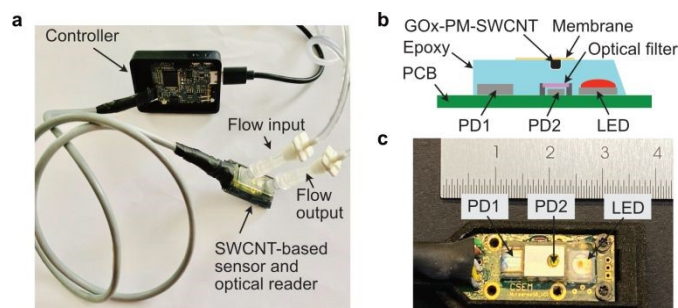 a
Controller
Flow input
Flow
output
SWCNT-based
sensor and
optical reader
b
GOx-PM-SWCNT
Membrane
Epoxy
Optical filter
PCB
PD1
PD2
LED
c
1 2 3 4
PD1
PD2
LED
CSEM